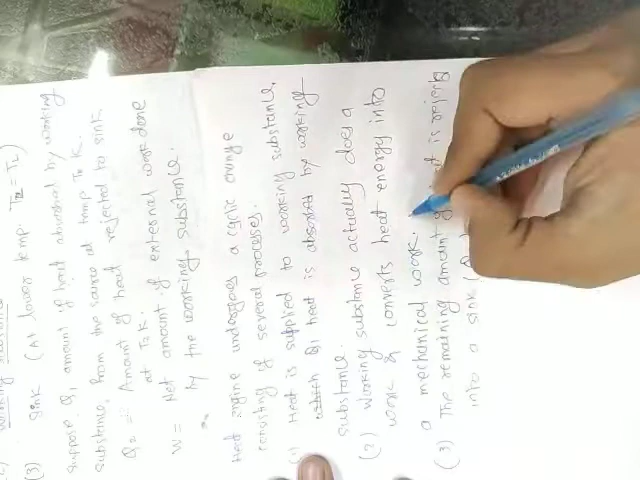 (3) Sink (At lower temp. T2 = TL)
Suppose Q1 amount of heat absorbed by working
substance, from the source at temp T1 K.
Q2 = Amount of heat rejected to sink
at T2 K.
W = Net amount of external work done
by the working substance.
Heat engine undergoes a cyclic change
consisting of several processes.
(1) Heat is supplied to working substance.
which Q1 heat is absorbed by working
substance.
(2) Working substance actually does a
work & converts heat energy into
a mechanical work.
(3) The remaining amount is rejing
into a sink